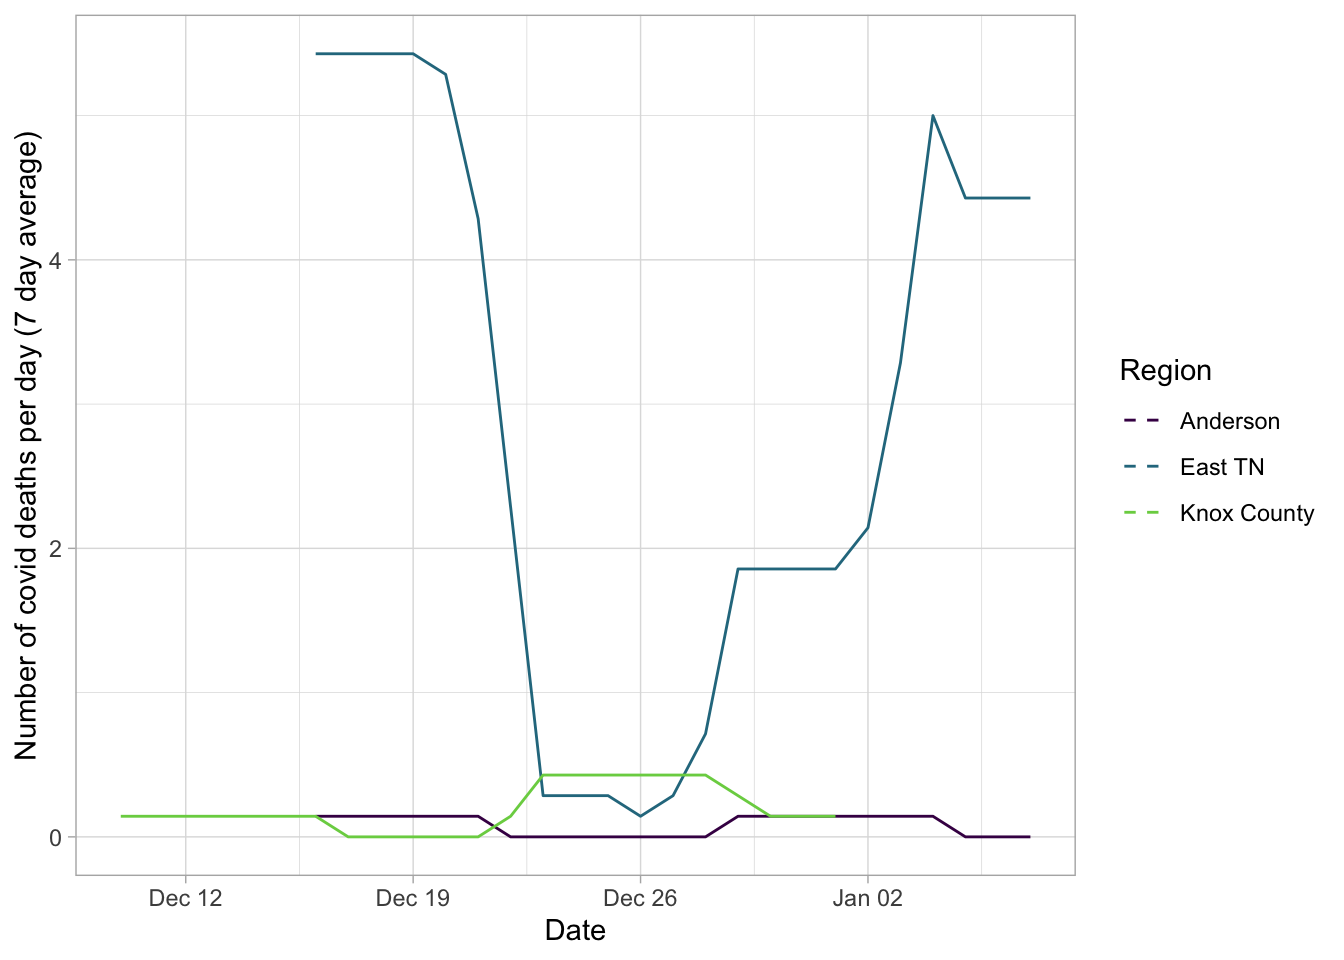 Number of covid deaths per day (7 day average)
4
2
0
Dec 12
Dec 19
Dec 26
Jan 02
Date
Region
Anderson
East TN
Knox County